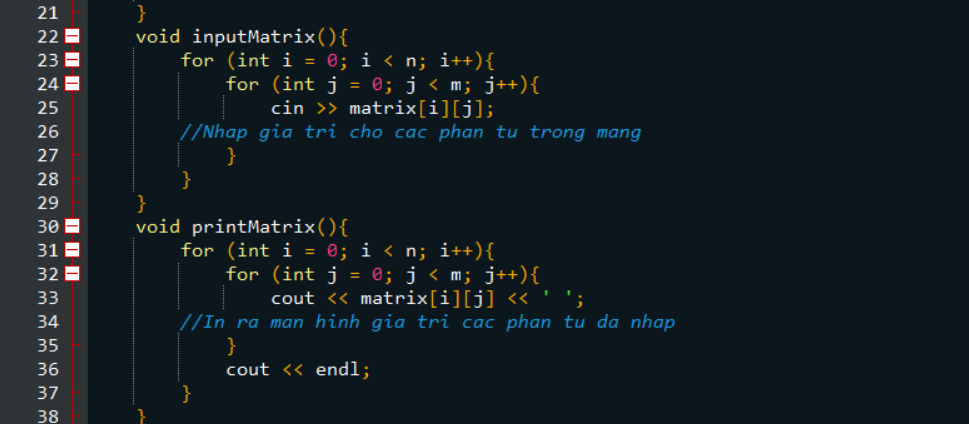 21 }
22 void inputMatrix(){
23 for (int i = 0; i < n; i++){
24 for (int j = 0; j < m; j++){
25 cin >> matrix[i][j];
26 //Nhap gia tri cho cac phan tu trong mang
27 }
28 }
29 }
30 void printMatrix(){
31 for (int i = 0; i < n; i++){
32 for (int j = 0; j < m; j++){
33 cout << matrix[i][j] << ' ';
34 //In ra man hinh gia tri cac phan tu da nhap
35 }
36 cout << endl;
37 }
38 }